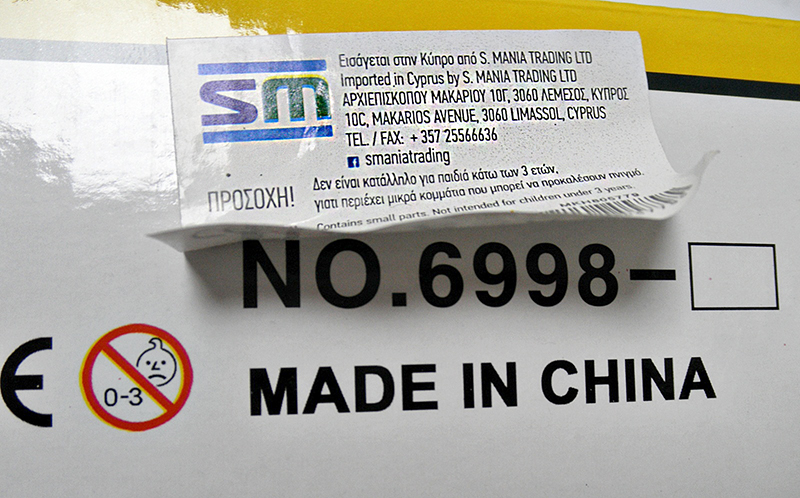 sm
Εισάγεται στην Κύπρο από S. MANIA TRADING LTD
Imported in Cyprus by S. MANIA TRADING LTD
ΑΡΧΙΕΠΙΣΚΟΠΟΥ ΜΑΚΑΡΙΟΥ 10Γ, 3060 ΛΕΜΕΣΟΣ, ΚΥΠΡΟΣ
10C, MAKARIOS AVENUE, 3060 LIMASSOL, CYPRUS
TEL. / FAX: + 357 25566636
f smaniatrading
ΠΡΟΣΟΧΗ!
Δεν είναι κατάλληλο για παιδιά κάτω των 3 ετών,
γιατι περιέχει μικρά κομμάτια που μπορεί να προκαλέσουν πνιγμό.
Contains small parts. Not intended for children under 3 years.
MKH605779
NO.6998-
CE
0-3
MADE IN CHINA